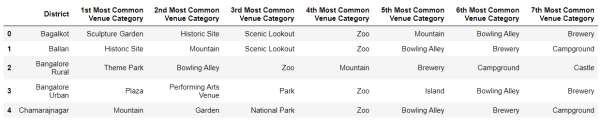 District 1st Most Common Venue Category 2nd Most Common Venue Category 3rd Most Common Venue Category 4th Most Common Venue Category 5th Most Common Venue Category 6th Most Common Venue Category 7th Most Common Venue Category
0 Bagalkot Sculpture Garden Historic Site Scenic Lookout Zoo Mountain Bowling Alley Brewery
1 Ballari Historic Site Mountain Scenic Lookout Zoo Bowling Alley Brewery Campground
2 Bangalore Rural Theme Park Bowling Alley Zoo Mountain Brewery Campground Castle
3 Bangalore Urban Plaza Performing Arts Venue Park Zoo Island Bowling Alley Brewery
4 Chamarajnagar Mountain Garden National Park Zoo Bowling Alley Brewery Campground